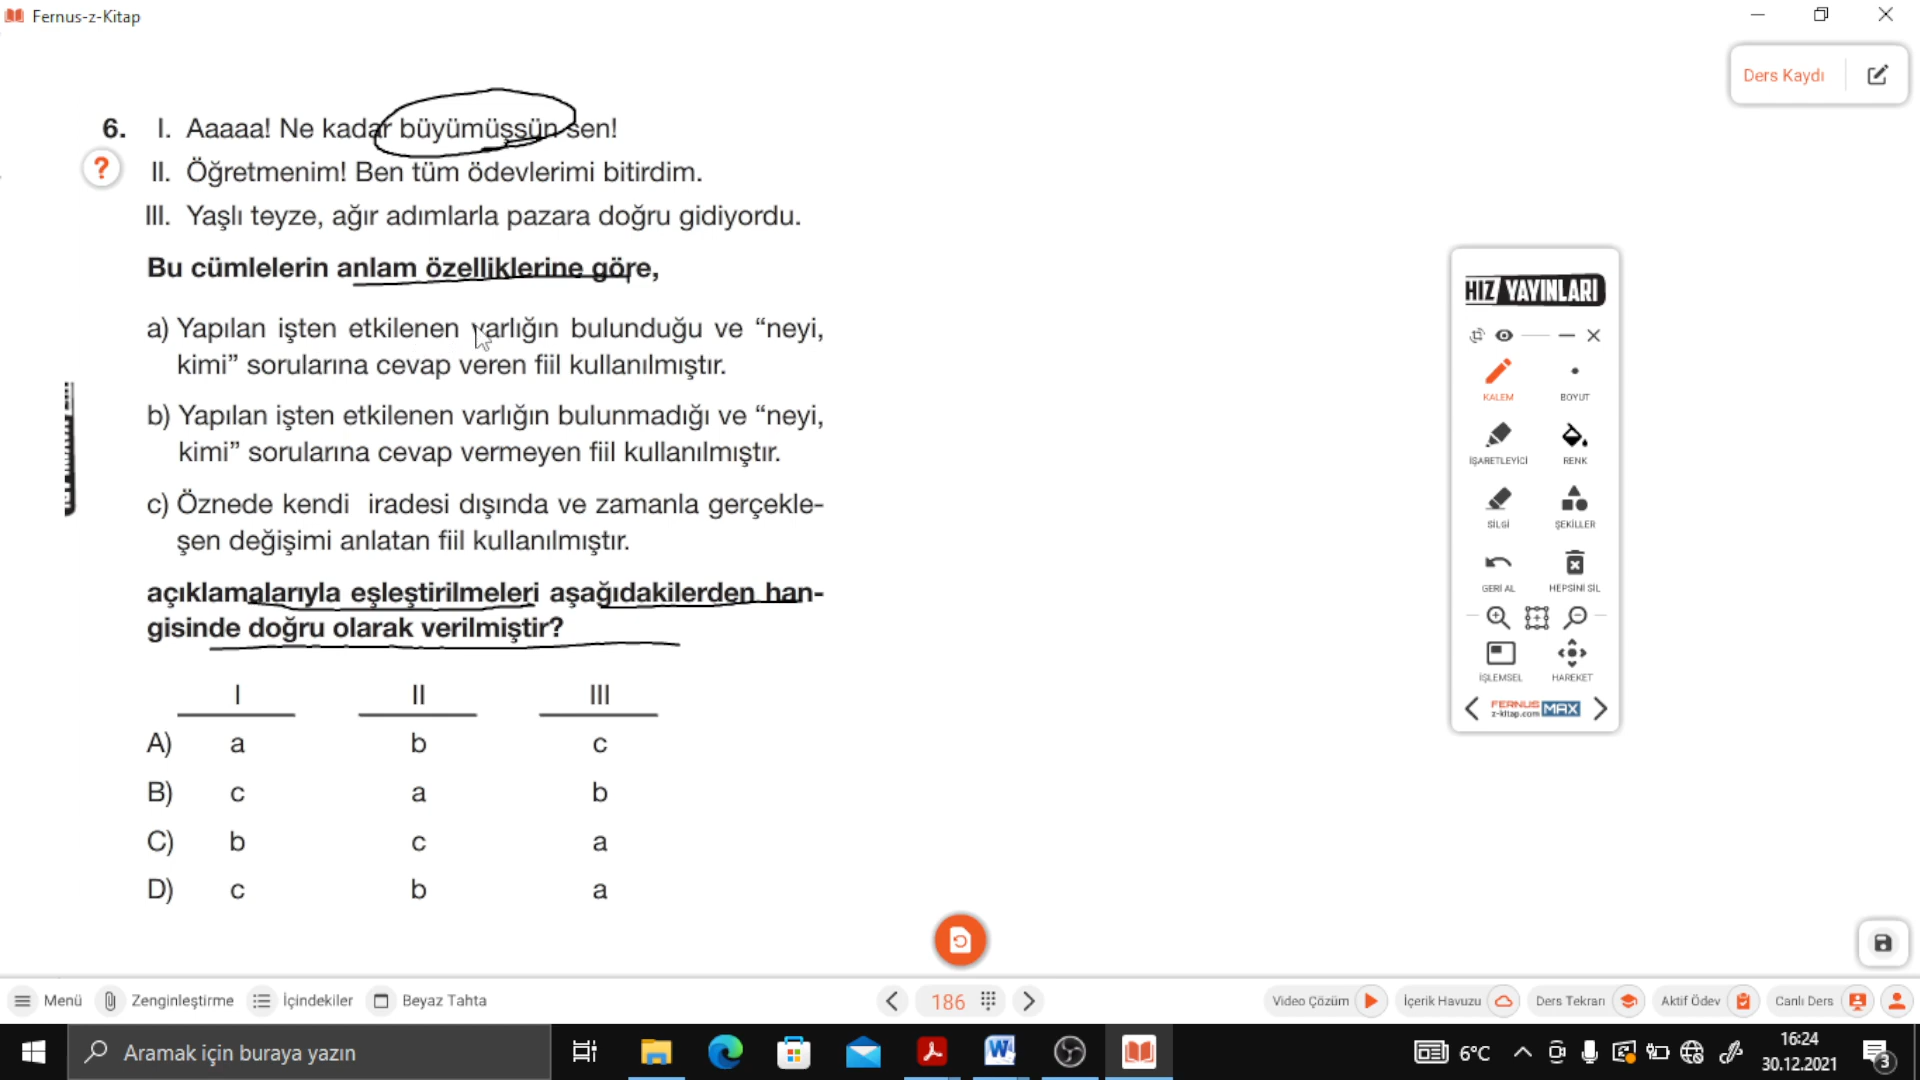 Fernus-z-Kitap
Ders Kaydı
6. I. Aaaaa! Ne kadar büyümüşsün sen!
?
II. Öğretmenim! Ben tüm ödevlerimi bitirdim.
III. Yaşlı teyze, ağır adımlarla pazara doğru gidiyordu.
Bu cümlelerin anlam özelliklerine göre,
a) Yapılan işten etkilenen varlığın bulunduğu ve “neyi,
kimi” sorularına cevap veren fiil kullanılmıştır.
b) Yapılan işten etkilenen varlığın bulunmadığı ve “neyi,
kimi” sorularına cevap vermeyen fiil kullanılmıştır.
c) Öznede kendi iradesi dışında ve zamanla gerçekle-
şen değişimi anlatan fiil kullanılmıştır.
açıklamalarıyla eşleştirilmeleri aşağıdakilerden han-
gisinde doğru olarak verilmiştir?
I II III
A) a b c
B) c a b
C) b c a
D) c b a
HIZ YAYINLARI
KALEM BOYUT
İŞARETLEYİCİ RENK
SİLGİ ŞEKİLLER
GERİ AL HEPSİNİ SİL
İŞLEMSEL HAREKET
FERNUS z-kitap.com MAX
Menü Zenginleştirme İçindekiler Beyaz Tahta 186 Video Çözüm İçerik Havuzu Ders Tekrarı Aktif Ödev Canlı Ders
Aramak için buraya yazın 6°C 16:24
30.12.2021 3